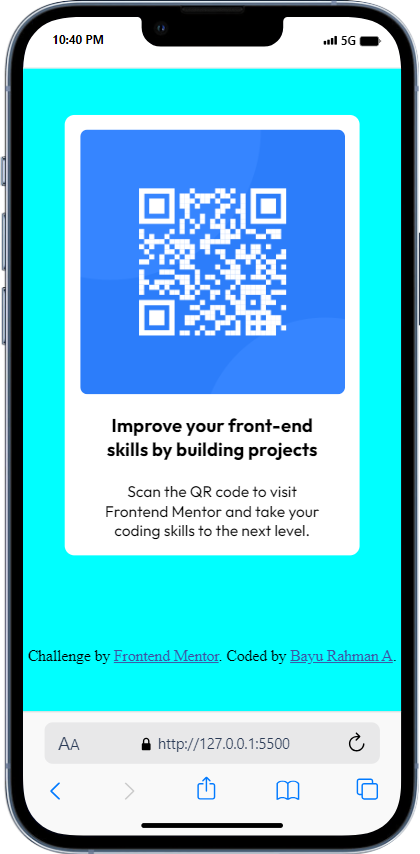 10:40 PM
5G
Improve your front-end
skills by building projects
Scan the QR code to visit
Frontend Mentor and take your
coding skills to the next level.
Challenge by Frontend Mentor. Coded by Bayu Rahman A.
AA
http://127.0.0.1:5500